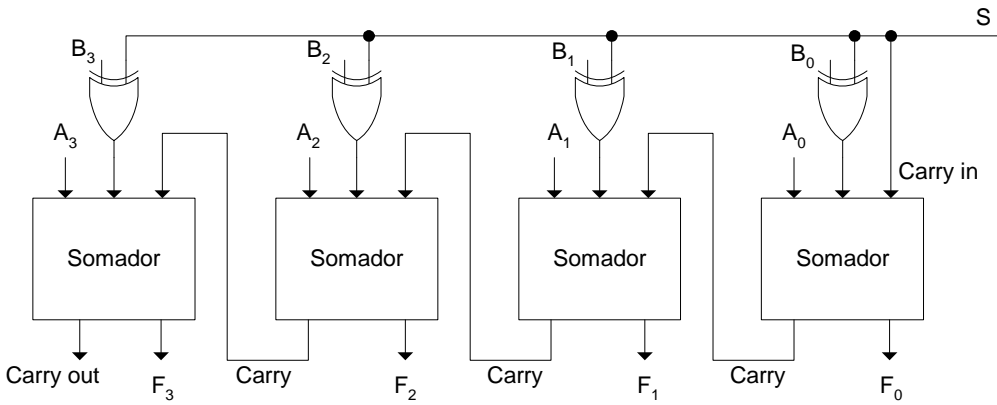 S
B₃
B₂
B₁
B₀
A₃
A₂
A₁
A₀
Carry in
Somador
Somador
Somador
Somador
Carry out
F₃
Carry
F₂
Carry
F₁
Carry
F₀